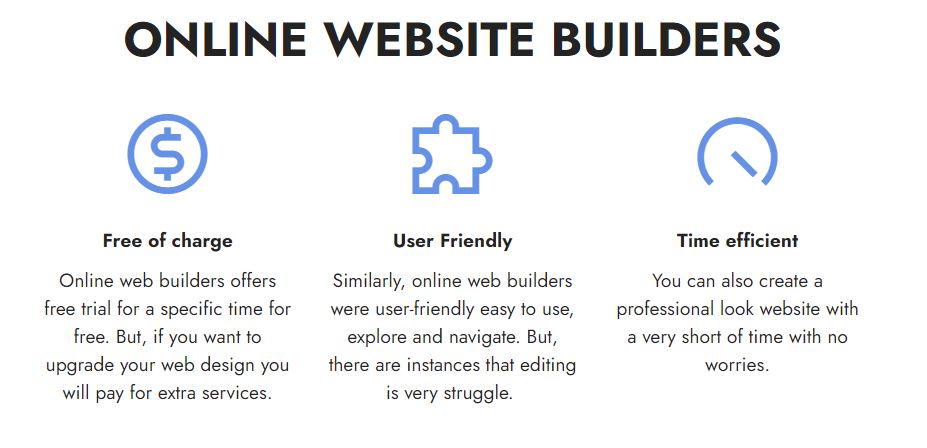 ONLINE WEBSITE BUILDERS
Free of charge
Online web builders offers
free trial for a specific time for
free. But, if you want to
upgrade your web design you
will pay for extra services.
User Friendly
Similarly, online web builders
were user-friendly easy to use,
explore and navigate. But,
there are instances that editing
is very struggle.
Time efficient
You can also create a
professional look website with
a very short of time with no
worries.